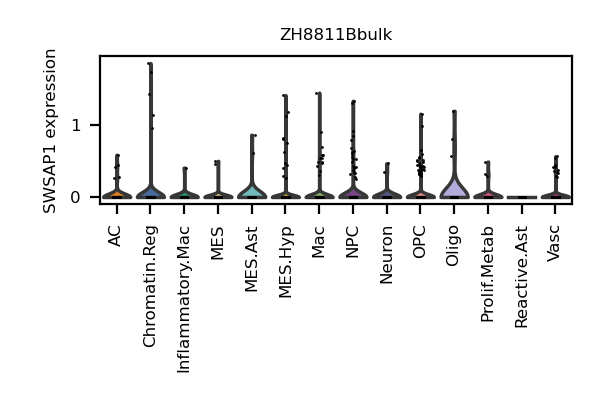 ZH8811Bbulk
SWSAP1 expression
1
0
AC
Chromatin.Reg
Inflammatory.Mac
MES
MES.Ast
MES.Hyp
Mac
NPC
Neuron
OPC
Oligo
Prolif.Metab
Reactive.Ast
Vasc